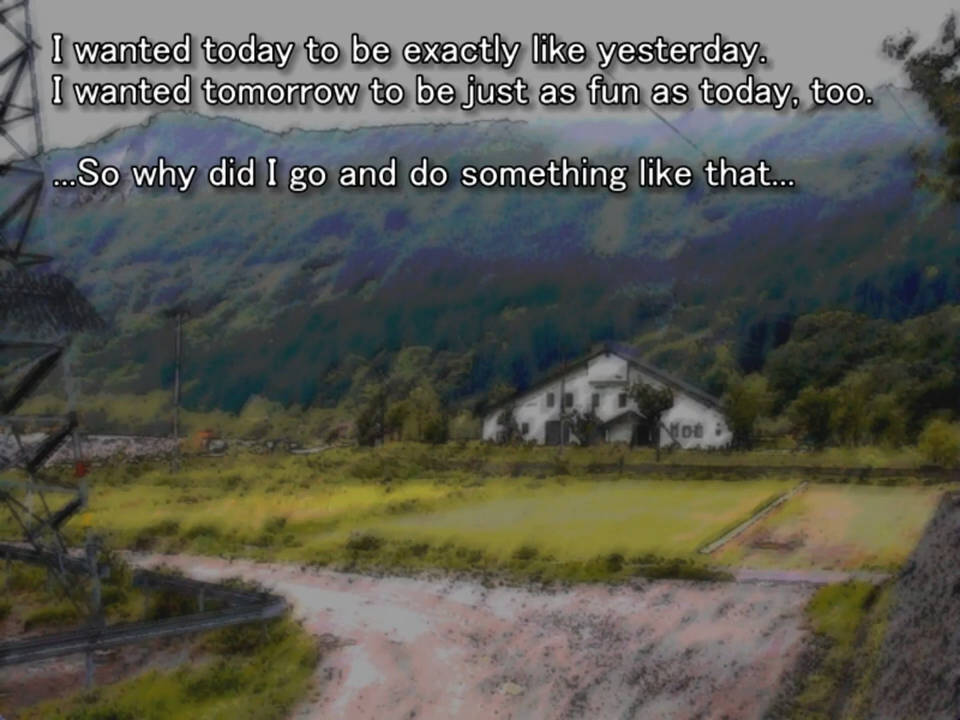 I wanted today to be exactly like yesterday.
I wanted tomorrow to be just as fun as today, too.
...So why did I go and do something like that...